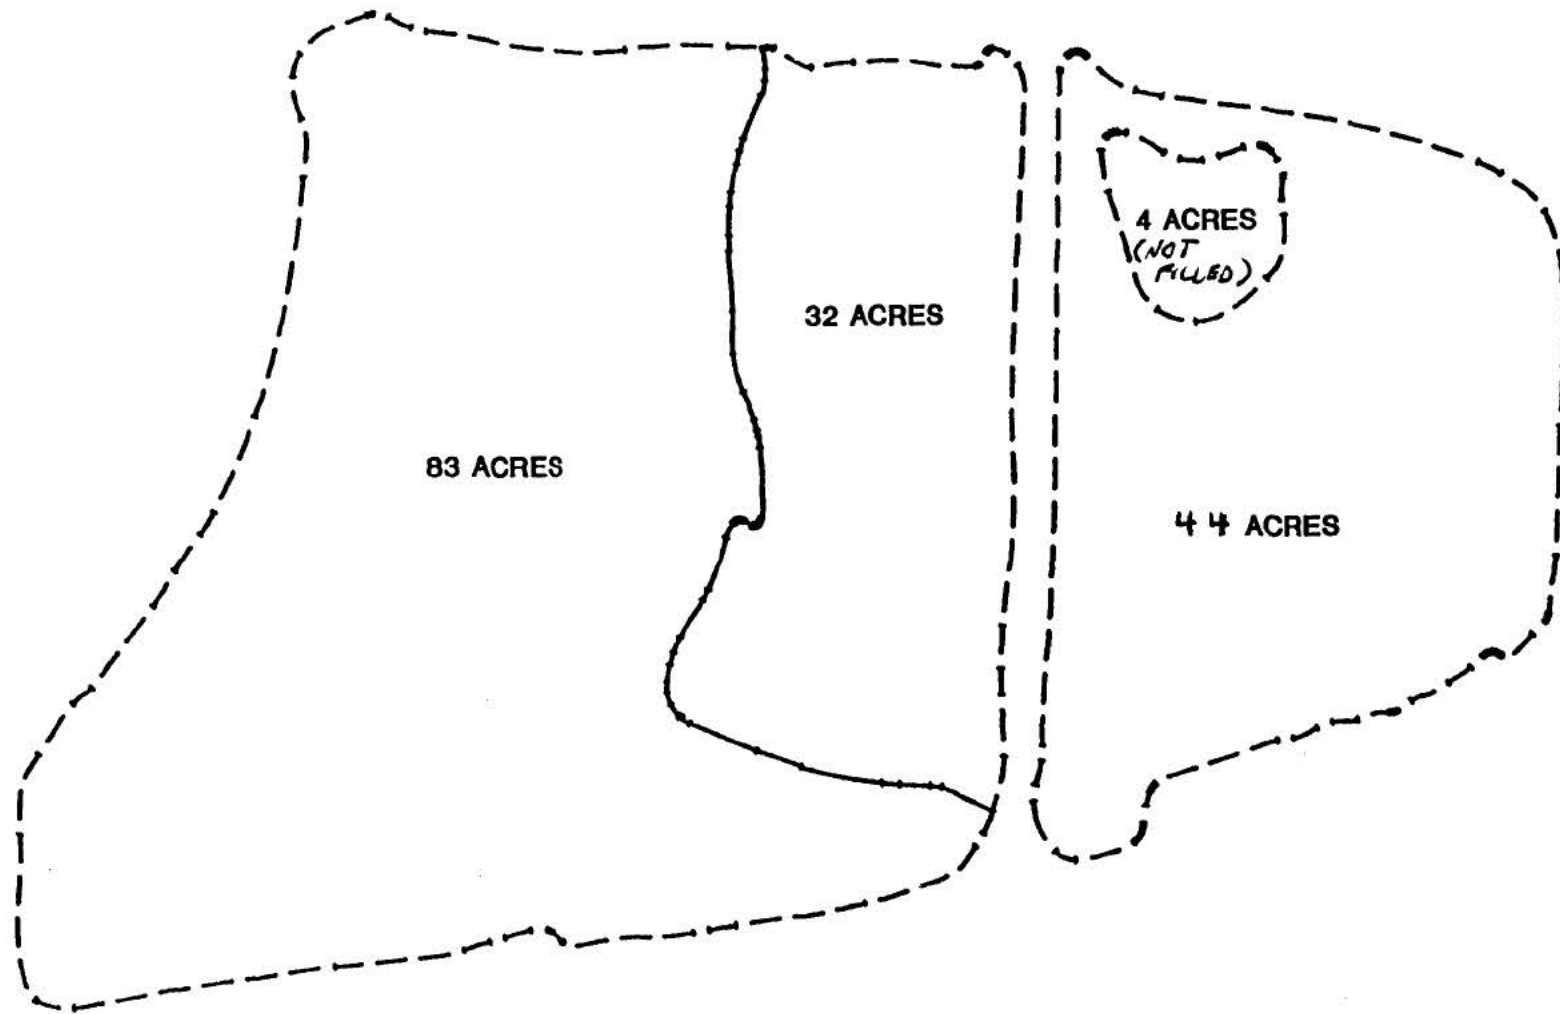 4 ACRES
(NOT
FILLED)
32 ACRES
83 ACRES
44 ACRES